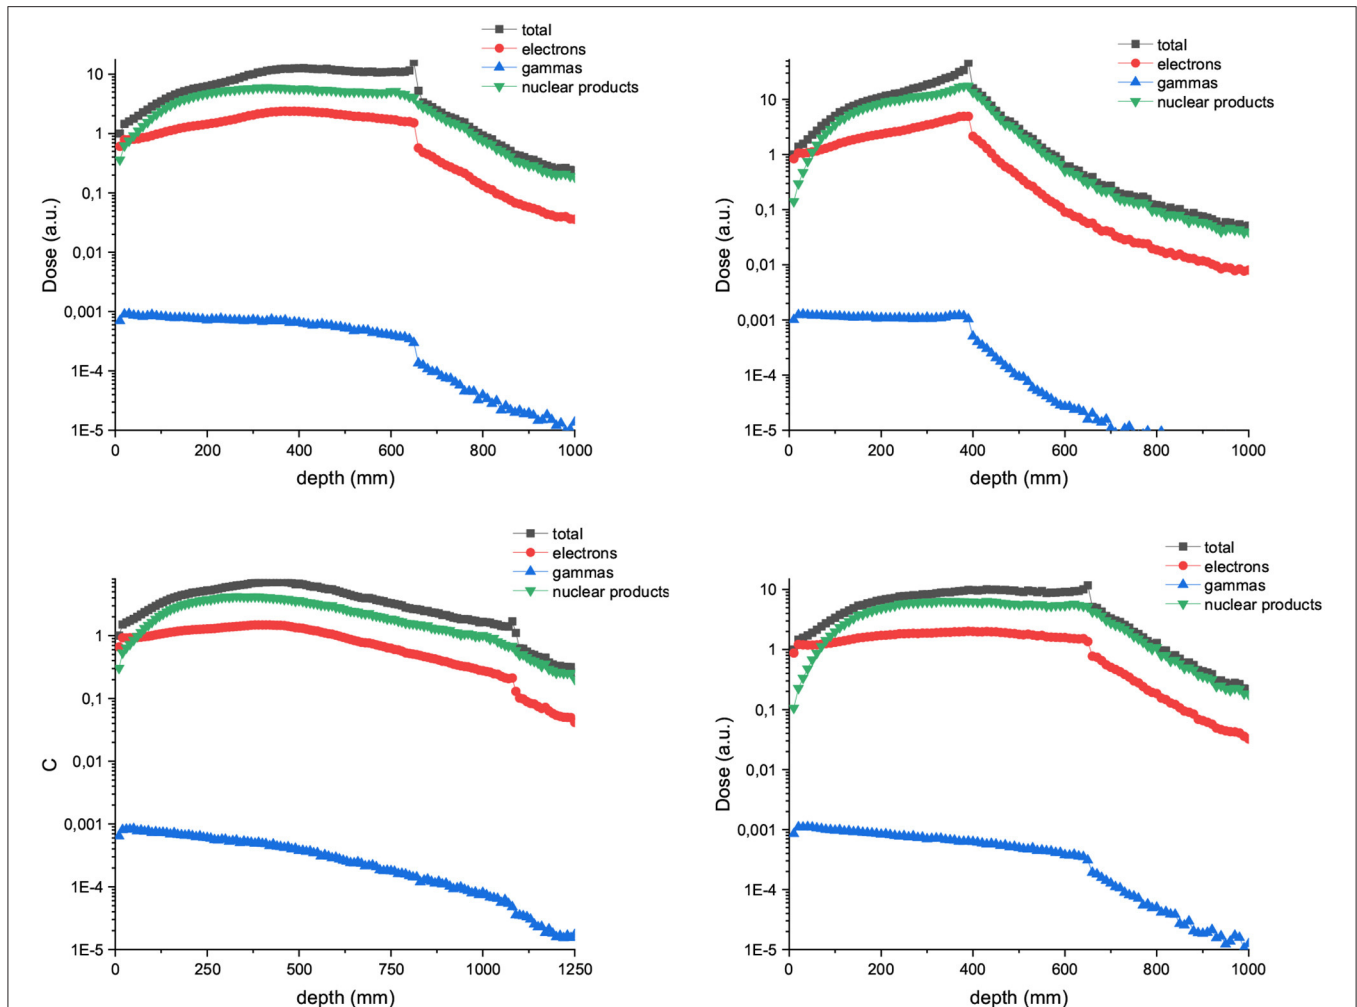 total
electrons
gammas
nuclear products
10
1
0,1
0,01
0,001
1E-4
1E-5
Dose (a.u.)
0
200
400
600
800
1000
depth (mm)
total
electrons
gammas
nuclear products
10
1
0,1
0,01
0,001
1E-4
1E-5
Dose (a.u.)
0
200
400
600
800
1000
depth (mm)
total
electrons
gammas
nuclear products
1
0,1
0,01
0,001
1E-4
1E-5
C
0
250
500
750
1000
1250
depth (mm)
total
electrons
gammas
nuclear products
10
1
0,1
0,01
0,001
1E-4
1E-5
Dose (a.u.)
0
200
400
600
800
1000
depth (mm)